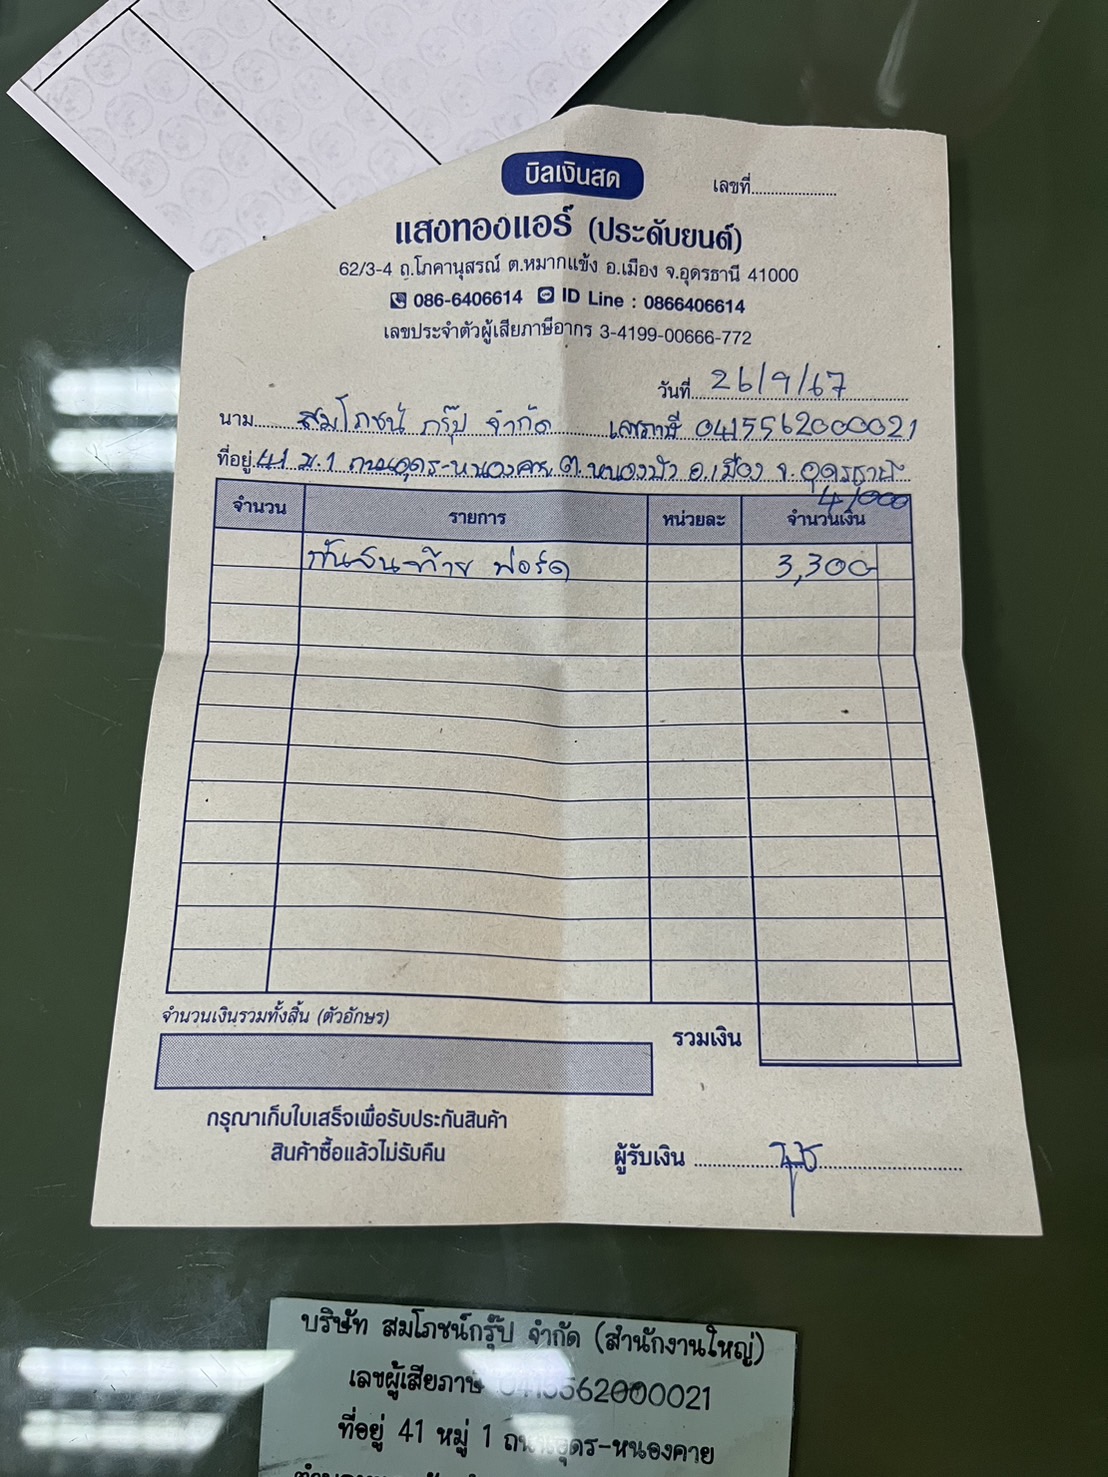 บิลเงินสด
เลขที่
แสงทองแอร์ (ประดับยนต์)
62/3-4 ถ.โภคานุสรณ์ ต.หมากแข้ง อ.เมือง จ.อุดรธานี 41000
086-6406614 ID Line : 0866406614
เลขประจำตัวผู้เสียภาษีอากร 3-4199-00666-772
วันที่ 26/9/67
นาม สมโภชน์ กรุ๊ป จำกัด เลขภาษี 0415562000021
ที่อยู่ 41 ม.1 ถนนอุดร-หนองคาย ต.หนองบัว อ.เมือง จ.อุดรธานี
41000
จำนวน รายการ หน่วยละ จำนวนเงิน
กันสนท้าย ฟอร์ด 3,300
จำนวนเงินรวมทั้งสิ้น (ตัวอักษร)
รวมเงิน
กรุณาเก็บใบเสร็จเพื่อรับประกันสินค้า
สินค้าซื้อแล้วไม่รับคืน
ผู้รับเงิน
บริษัท สมโภชน์กรุ๊ป จำกัด (สำนักงานใหญ่)
เลขผู้เสียภาษี 0415562000021
ที่อยู่ 41 หมู่ 1 ถนนอุดร-หนองคาย